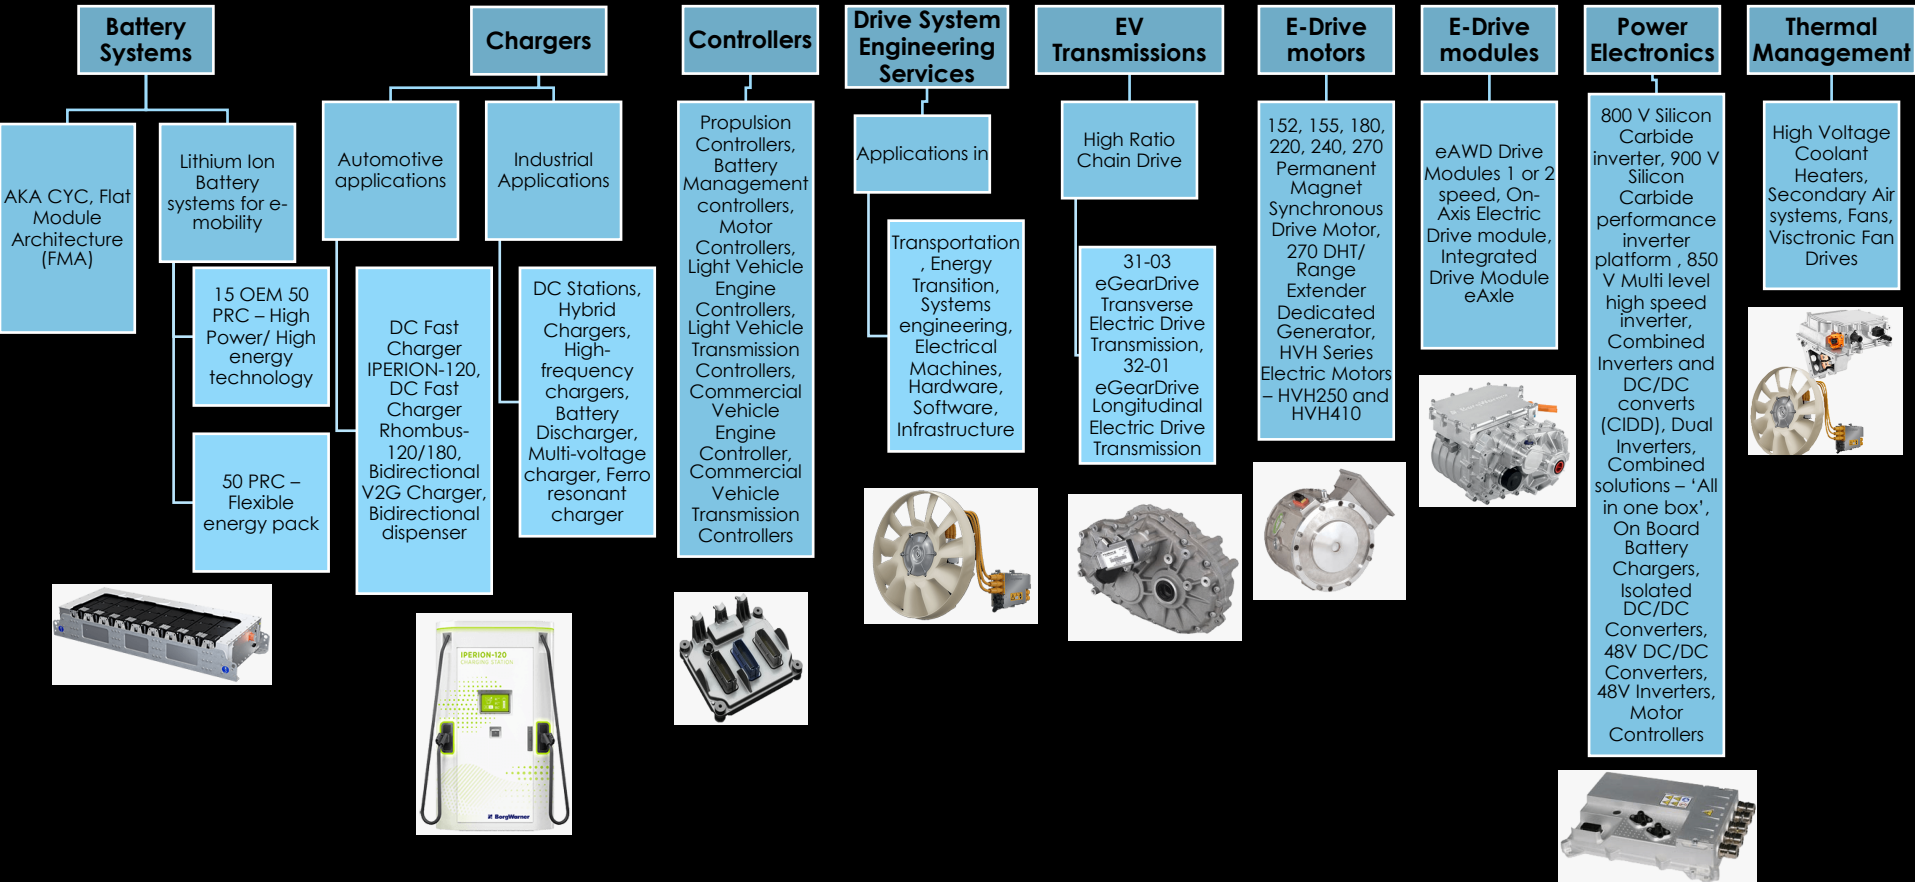 Battery
Systems
AKA CYC, Flat
Module
Architecture
(FMA)
Lithium Ion
Battery
systems for e-
mobility
15 OEM 50
PRC – High
Power/ High
energy
technology
50 PRC –
Flexible
energy pack
Chargers
Automotive
applications
DC Fast
Charger
IPERION-120,
DC Fast
Charger
Rhombus-
120/180,
Bidirectional
V2G Charger,
Bidirectional
dispenser
Industrial
Applications
DC Stations,
Hybrid
Chargers,
High-
frequency
chargers,
Battery
Discharger,
Multi-voltage
charger, Ferro
resonant
charger
IPERION-120
CHARGING STATION
BorgWarner
Controllers
Propulsion
Controllers,
Battery
Management
controllers,
Motor
Controllers,
Light Vehicle
Engine
Controllers,
Light Vehicle
Transmission
Controllers,
Commercial
Vehicle
Engine
Controller,
Commercial
Vehicle
Transmission
Controllers
Drive System
Engineering
Services
Applications in
Transportation
, Energy
Transition,
Systems
engineering,
Electrical
Machines,
Hardware,
Software,
Infrastructure
EV
Transmissions
High Ratio
Chain Drive
31-03
eGearDrive
Transverse
Electric Drive
Transmission,
32-01
eGearDrive
Longitudinal
Electric Drive
Transmission
E-Drive
motors
152, 155, 180,
220, 240, 270
Permanent
Magnet
Synchronous
Drive Motor,
270 DHT/
Range
Extender
Dedicated
Generator,
HVH Series
Electric Motors
– HVH250 and
HVH410
E-Drive
modules
eAWD Drive
Modules 1 or 2
speed, On-
Axis Electric
Drive module,
Integrated
Drive Module
eAxle
Power
Electronics
800 V Silicon
Carbide
inverter, 900 V
Silicon
Carbide
performance
inverter
platform , 850
V Multi level
high speed
inverter,
Combined
Inverters and
DC/DC
converts
(CIDD), Dual
Inverters,
Combined
solutions – ‘All
in one box’,
On Board
Battery
Chargers,
Isolated
DC/DC
Converters,
48V DC/DC
Converters,
48V Inverters,
Motor
Controllers
Thermal
Management
High Voltage
Coolant
Heaters,
Secondary Air
systems, Fans,
Visctronic Fan
Drives